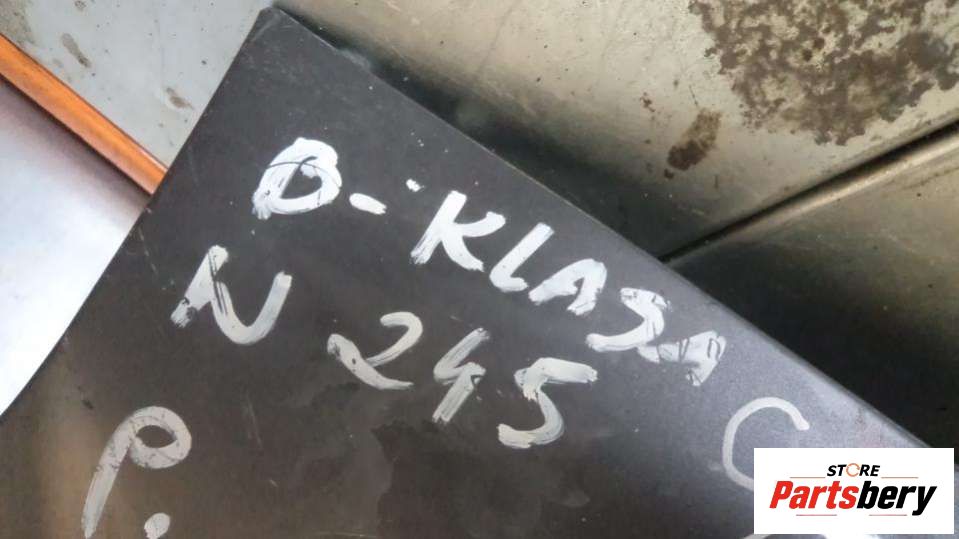 B-KLASA
W245
P.
C
STORE
Partsbery